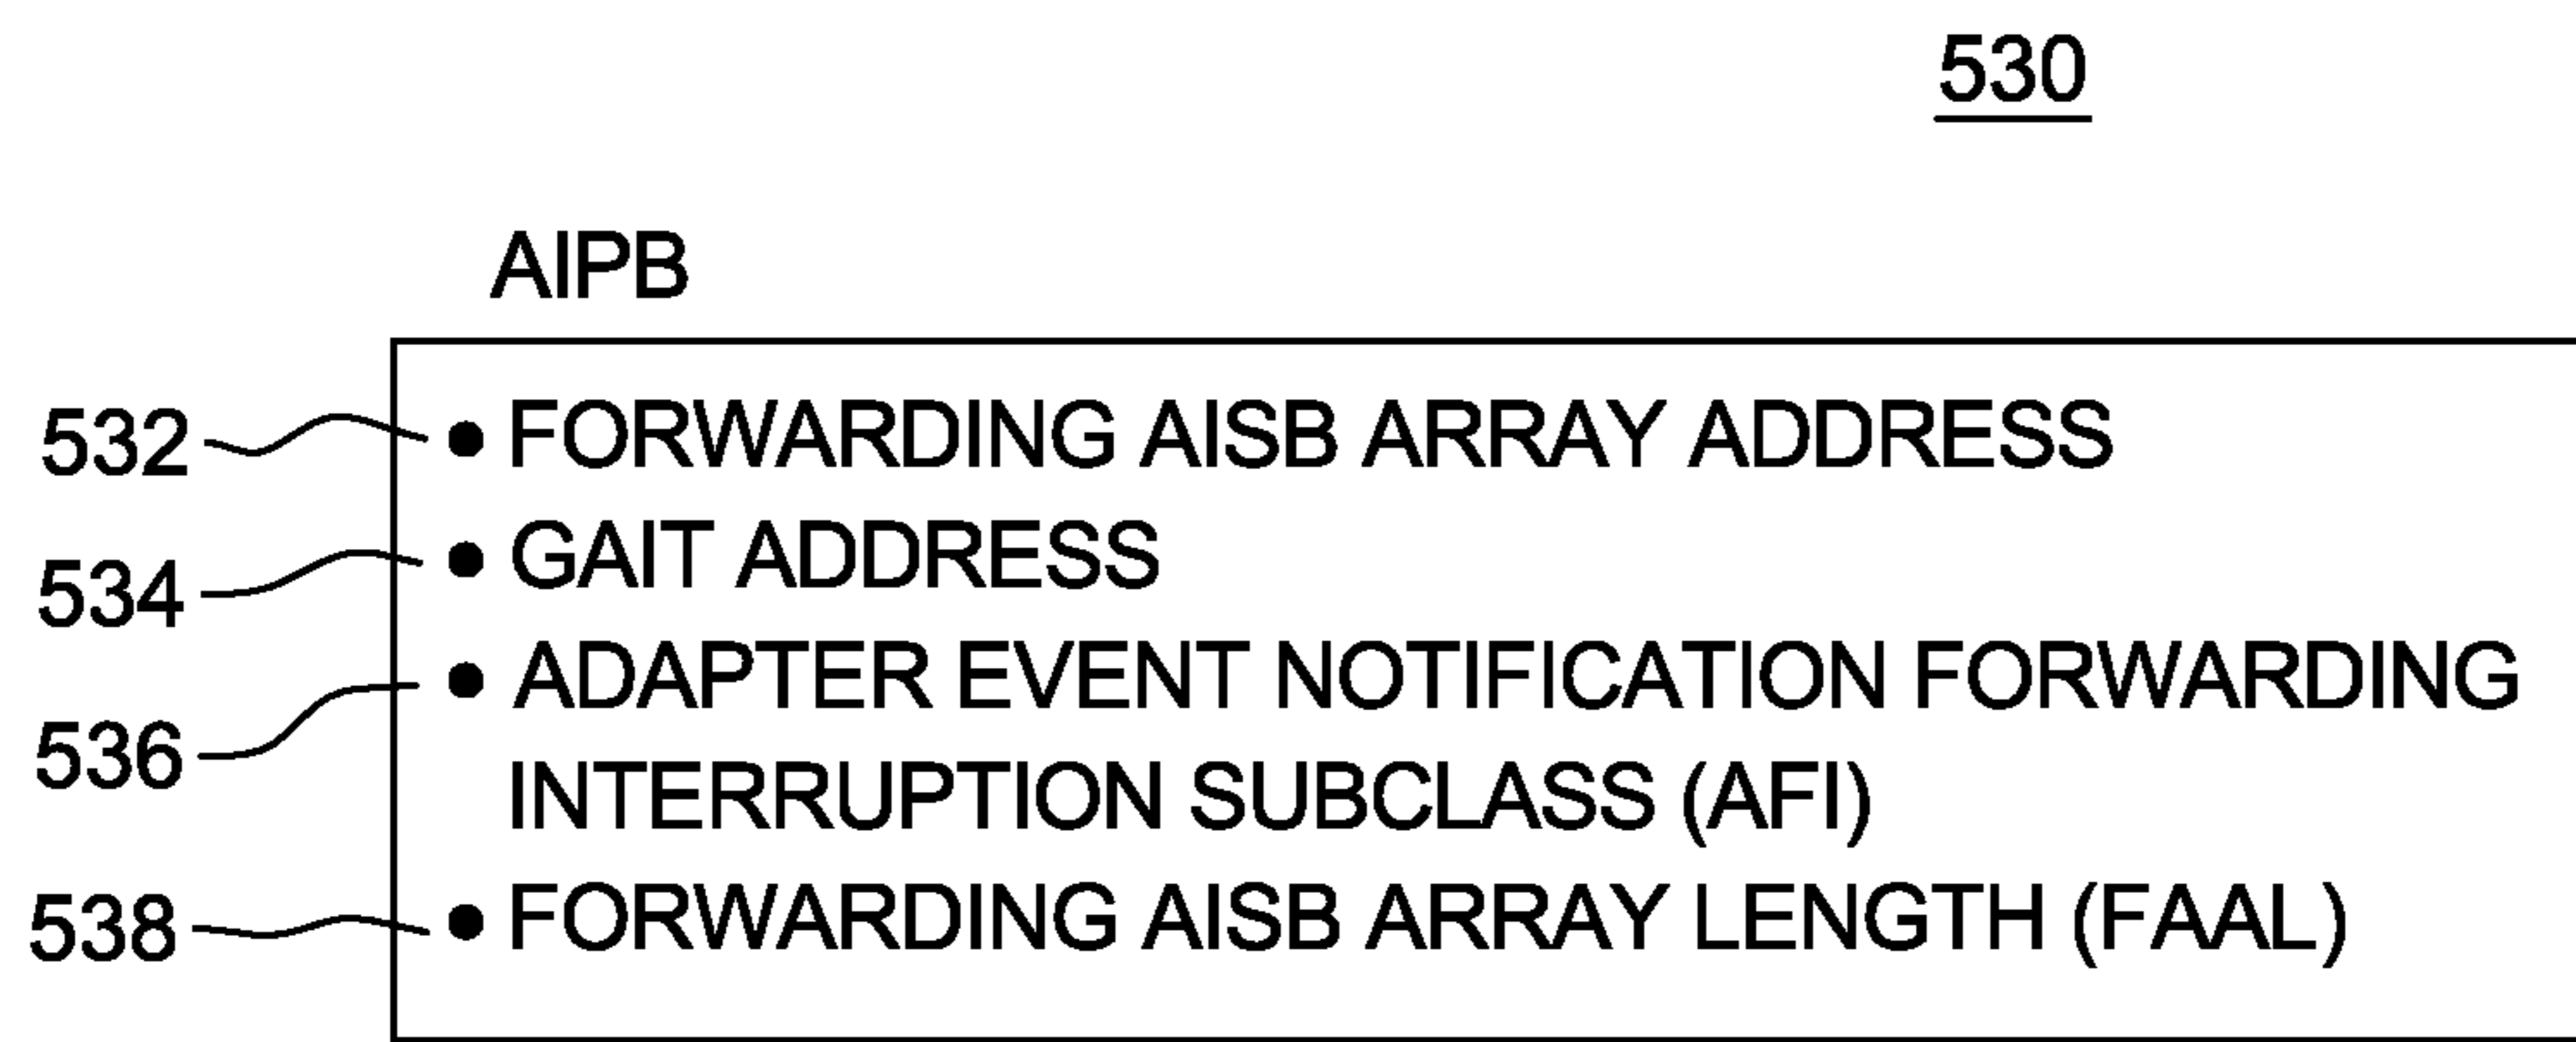 530
AIPB
532
• FORWARDING AISB ARRAY ADDRESS
534
• GAIT ADDRESS
536
• ADAPTER EVENT NOTIFICATION FORWARDING
INTERRUPTION SUBCLASS (AFI)
538
• FORWARDING AISB ARRAY LENGTH (FAAL)